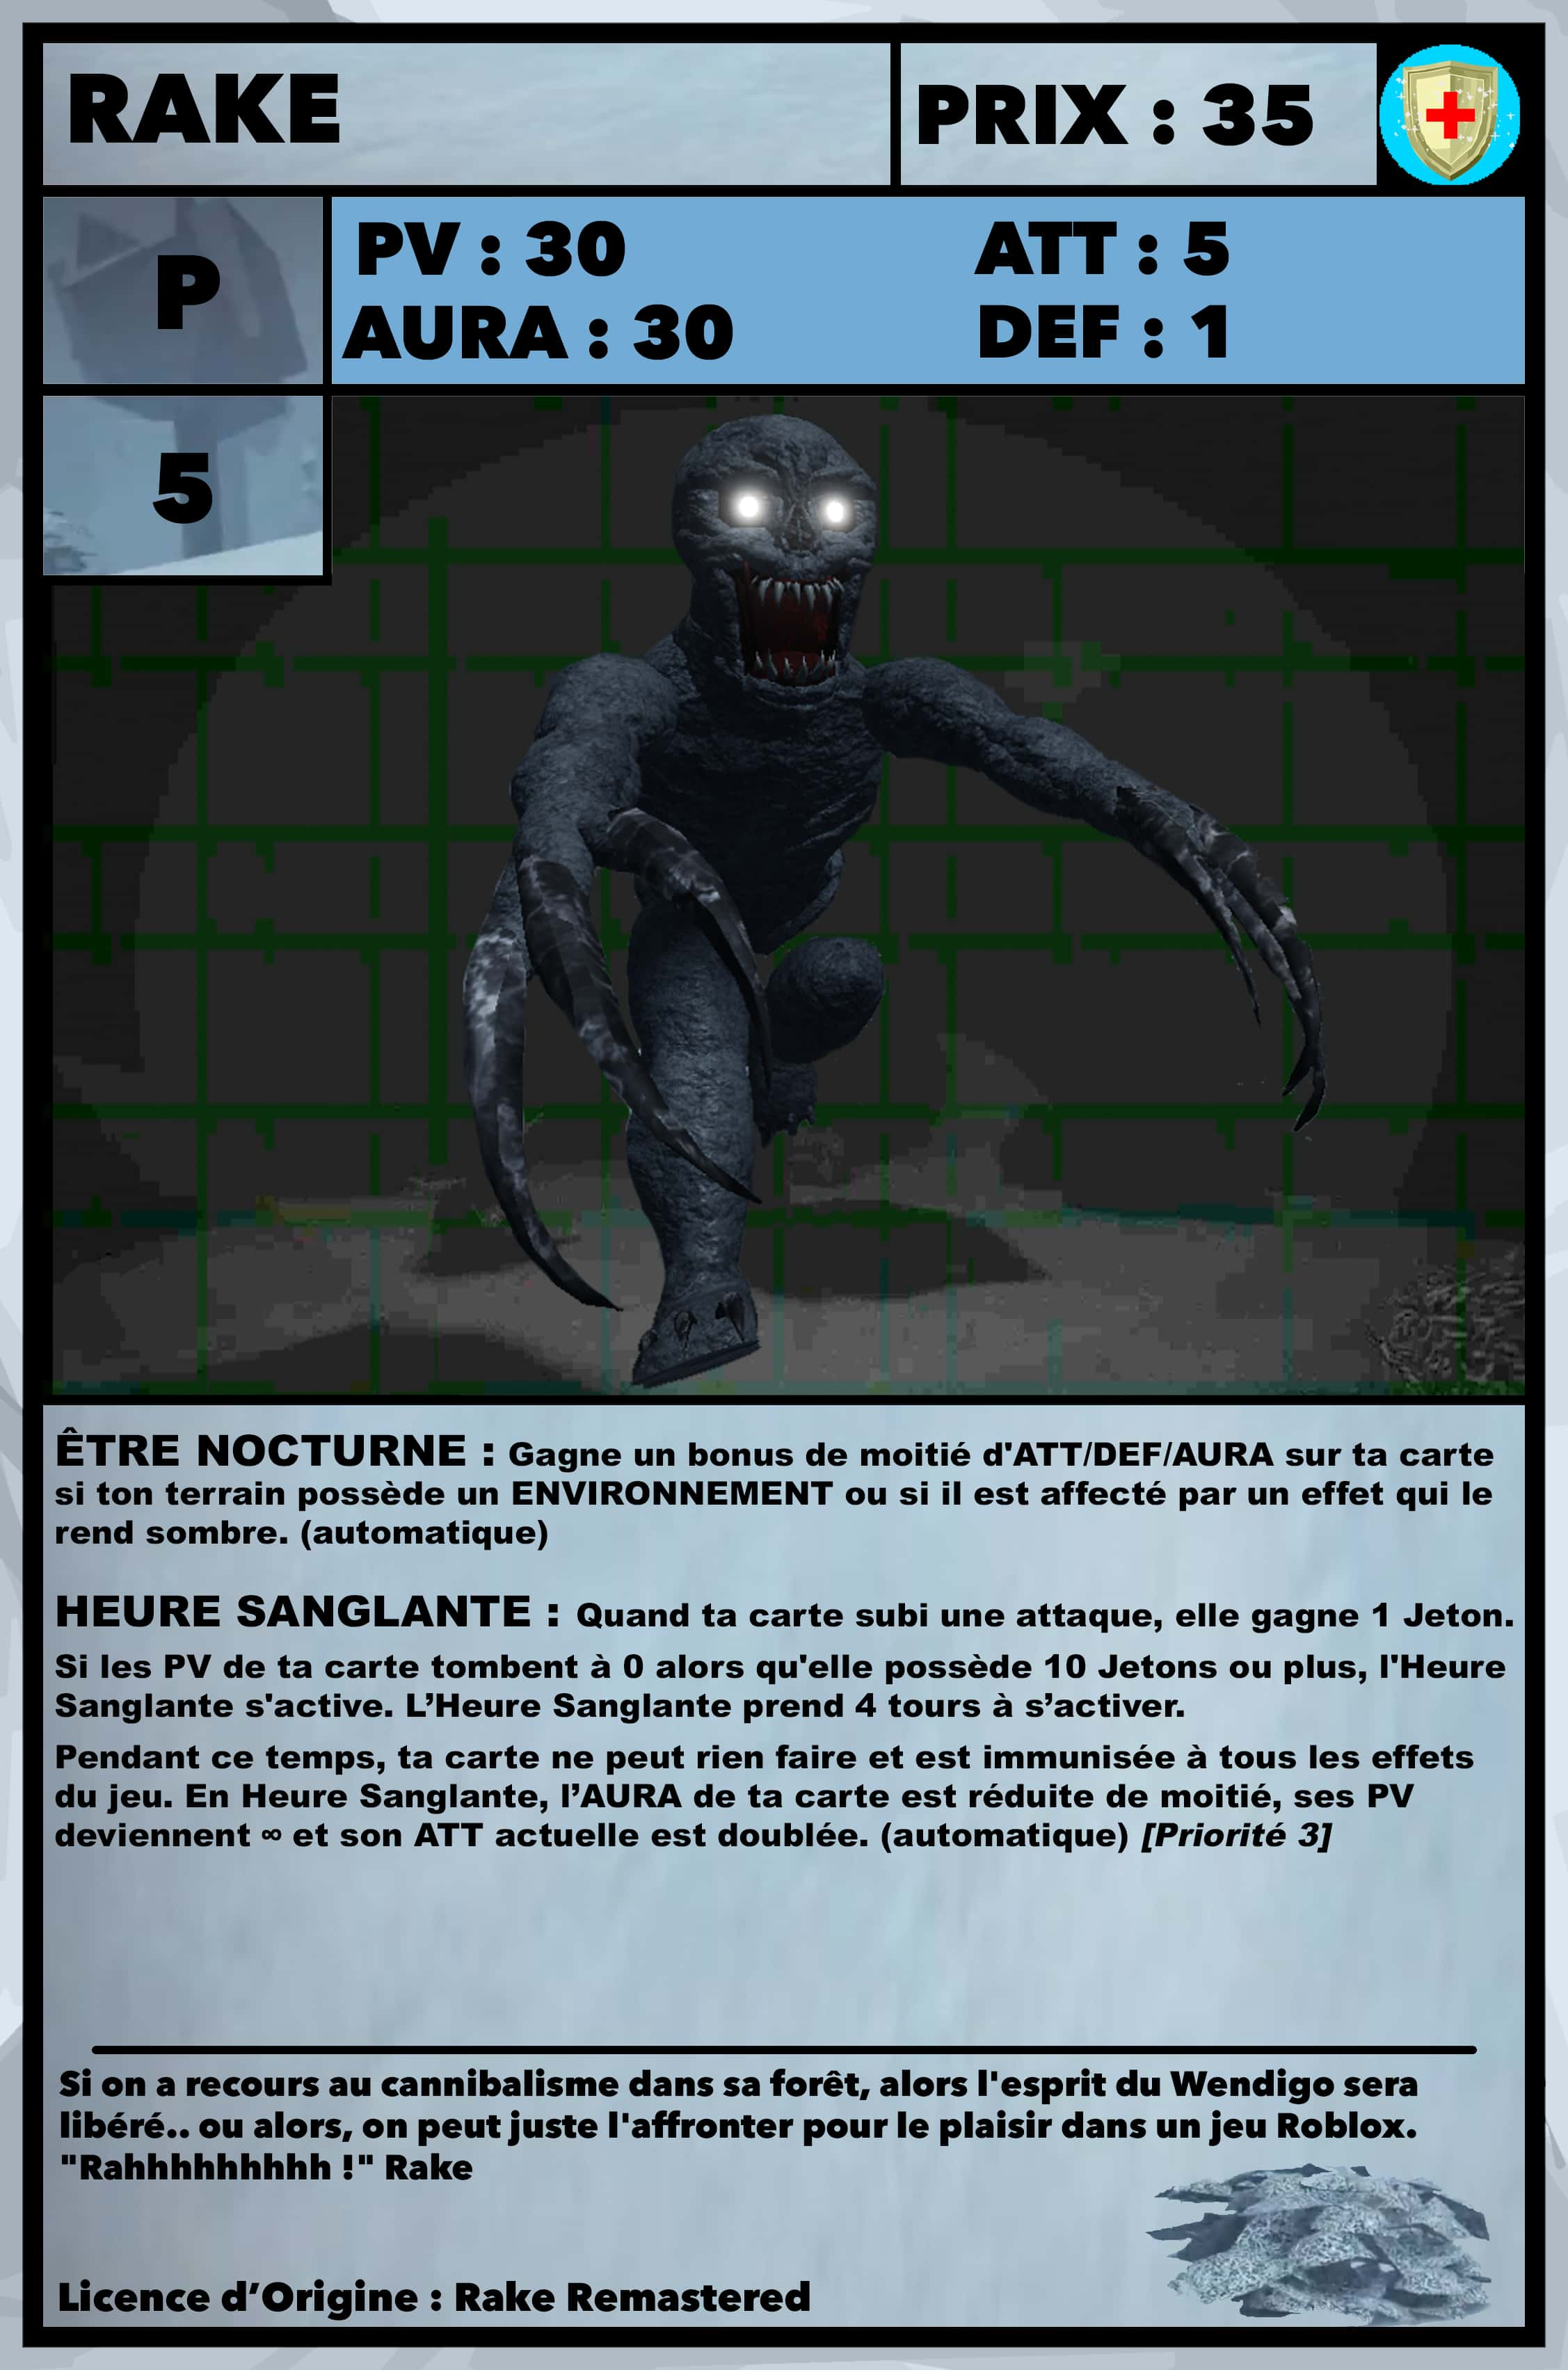 RAKE
PRIX : 35
P
PV : 30
ATT : 5
AURA : 30
DEF : 1
5
ÊTRE NOCTURNE : Gagne un bonus de moitié d'ATT/DEF/AURA sur ta carte
si ton terrain possède un ENVIRONNEMENT ou si il est affecté par un effet qui le
rend sombre. (automatique)
HEURE SANGLANTE : Quand ta carte subi une attaque, elle gagne 1 Jeton.
Si les PV de ta carte tombent à 0 alors qu'elle possède 10 Jetons ou plus, l'Heure
Sanglante s'active. L’Heure Sanglante prend 4 tours à s’activer.
Pendant ce temps, ta carte ne peut rien faire et est immunisée à tous les effets
du jeu. En Heure Sanglante, l’AURA de ta carte est réduite de moitié, ses PV
deviennent ∞ et son ATT actuelle est doublée. (automatique) [Priorité 3]
Si on a recours au cannibalisme dans sa forêt, alors l'esprit du Wendigo sera
libéré.. ou alors, on peut juste l'affronter pour le plaisir dans un jeu Roblox.
"Rahhhhhhhhhh !" Rake
Licence d’Origine : Rake Remastered